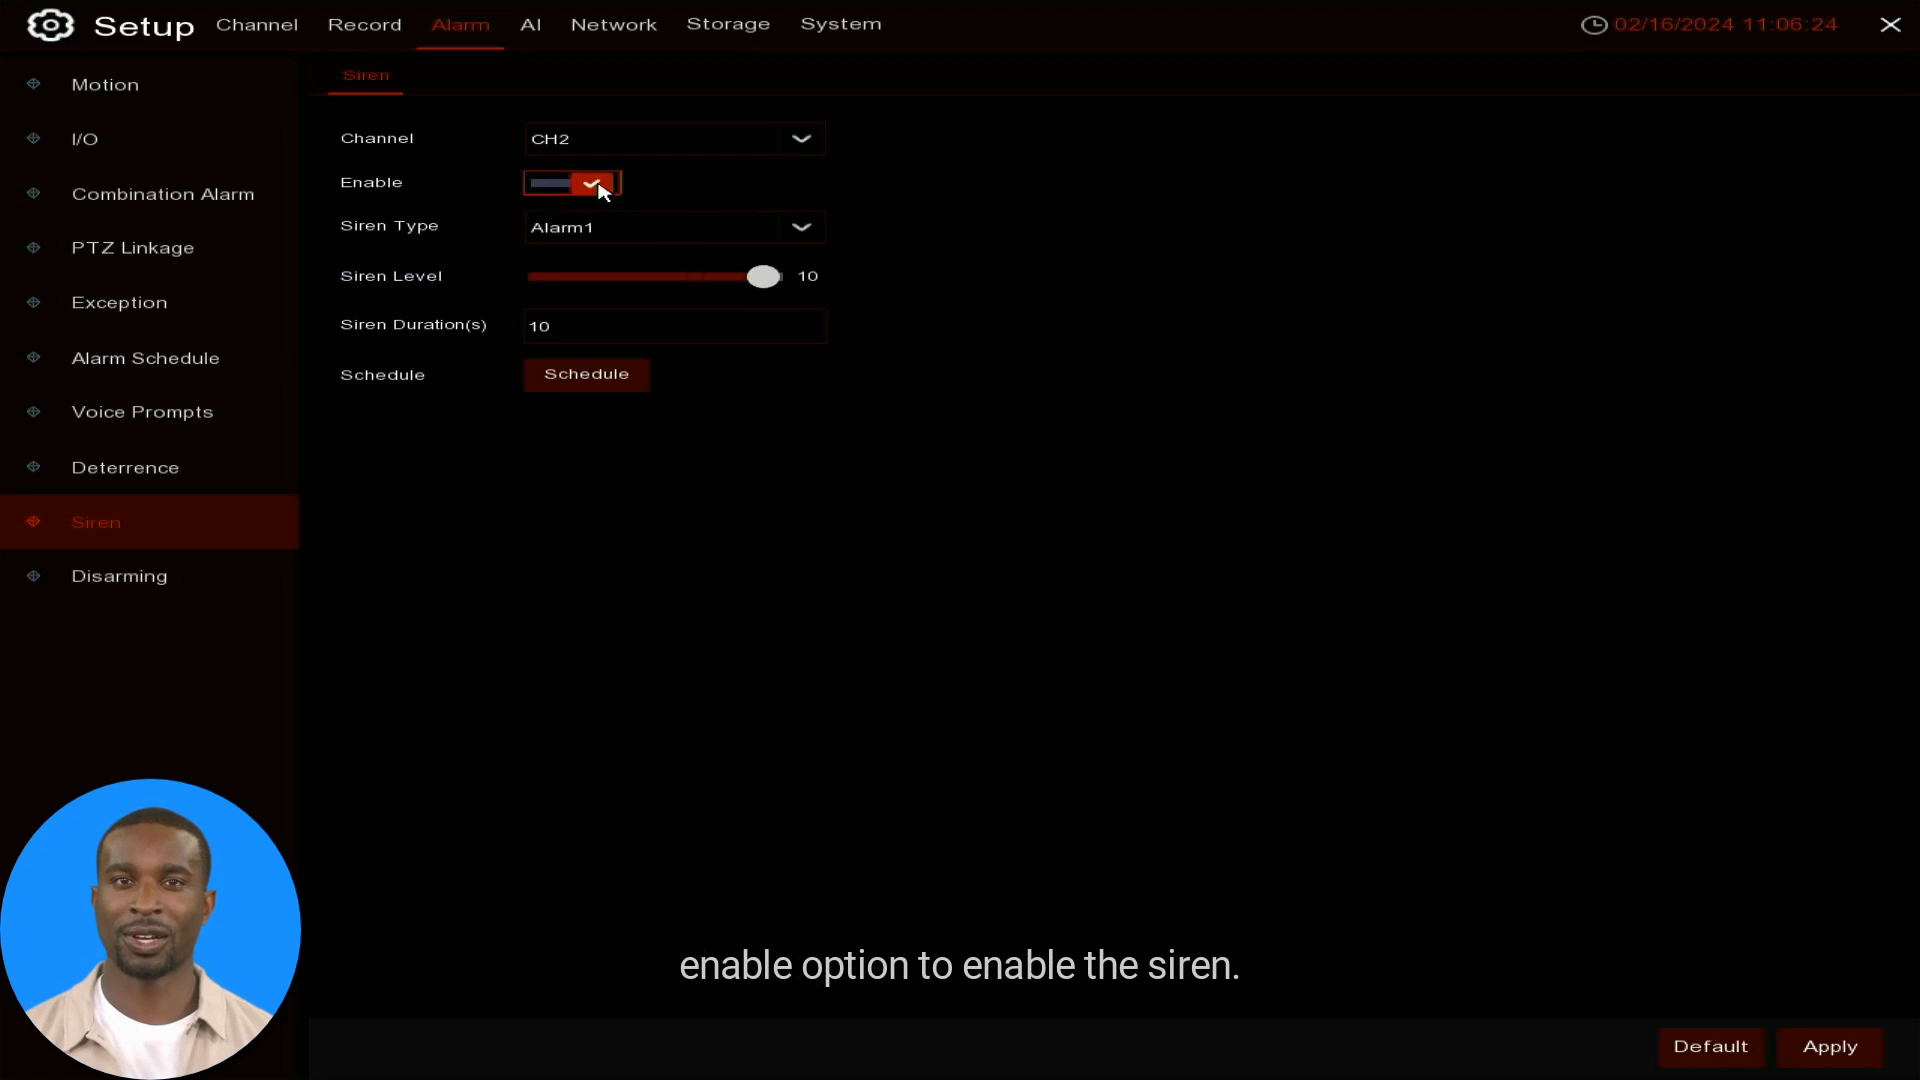 Setup Channel Record Alarm AI Network Storage System 02/16/2024 11:06:24
Motion
I/O
Combination Alarm
PTZ Linkage
Exception
Alarm Schedule
Voice Prompts
Deterrence
Siren
Disarming
Siren
Channel CH2
Enable
Siren Type Alarm1
Siren Level 10
Siren Duration(s) 10
Schedule Schedule
enable option to enable the siren.
Default Apply